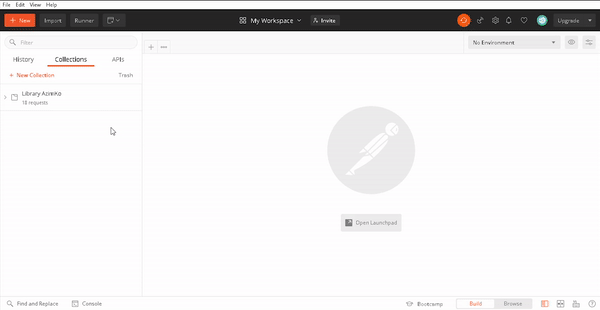 File Edit View Help
+ New Import Runner My Workspace Invite Upgrade
Filter No Environment
History Collections APIs
+ New Collection Trash
Library AzimKo
18 requests
Open Launchpad
Find and Replace Console Bootcamp Build Browse